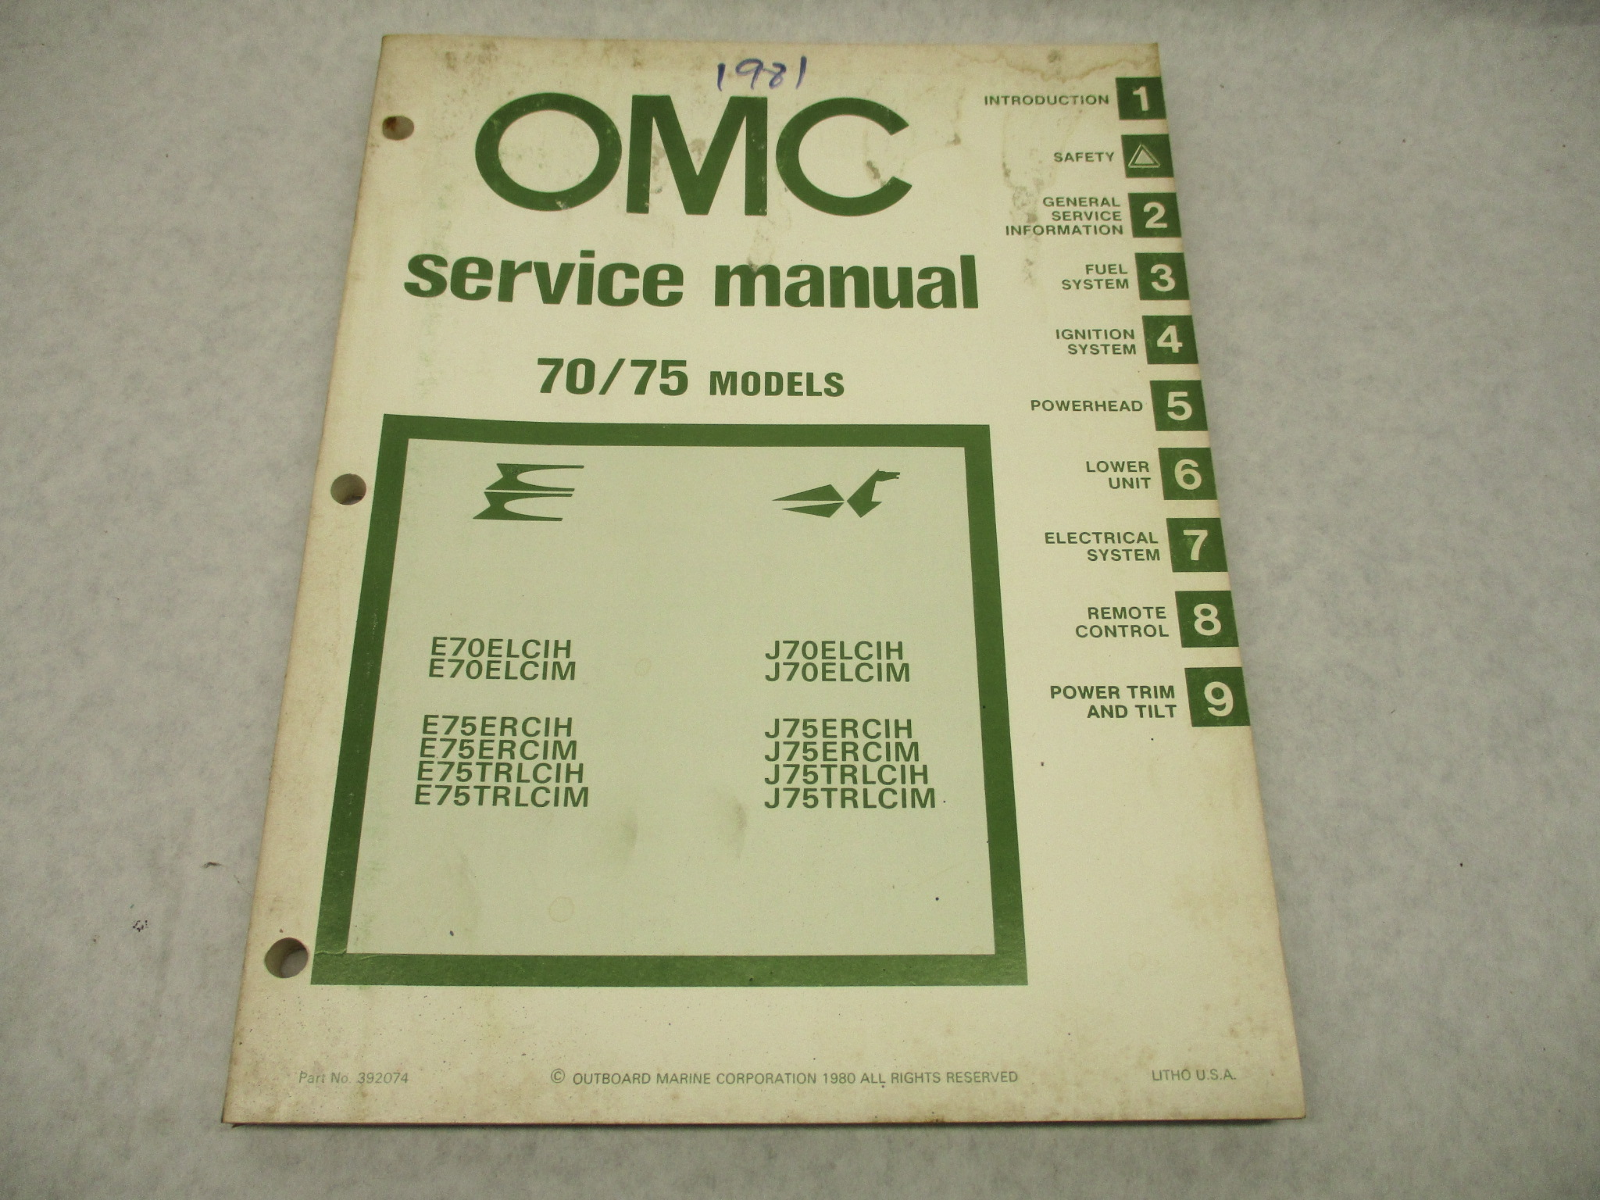 1981
OMC
service manual
70/75 MODELS
E70ELCIH
E70ELCIM
E75ERCIH
E75ERCIM
E75TRLCIH
E75TRLCIM
J70ELCIH
J70ELCIM
J75ERCIH
J75ERCIM
J75TRLCIH
J75TRLCIM
INTRODUCTION 1
SAFETY
GENERAL
SERVICE
INFORMATION 2
FUEL
SYSTEM 3
IGNITION
SYSTEM 4
POWERHEAD 5
LOWER
UNIT 6
ELECTRICAL
SYSTEM 7
REMOTE
CONTROL 8
POWER TRIM
AND TILT 9
Part No. 392074
© OUTBOARD MARINE CORPORATION 1980 ALL RIGHTS RESERVED
LITHO U.S.A.